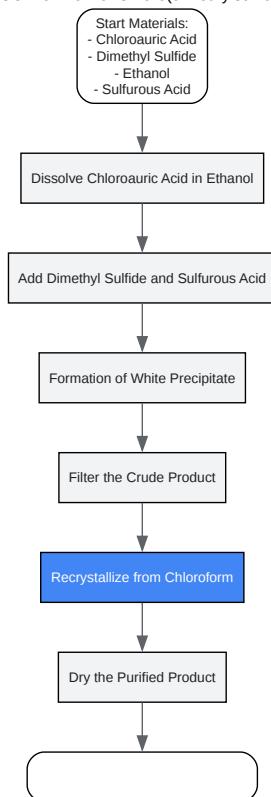 Start Materials:
- Chloroauric Acid
- Dimethyl Sulfide
- Ethanol
- Sulfurous Acid
Dissolve Chloroauric Acid in Ethanol
Add Dimethyl Sulfide and Sulfurous Acid
Formation of White Precipitate
Filter the Crude Product
Recrystallize from Chloroform
Dry the Purified Product